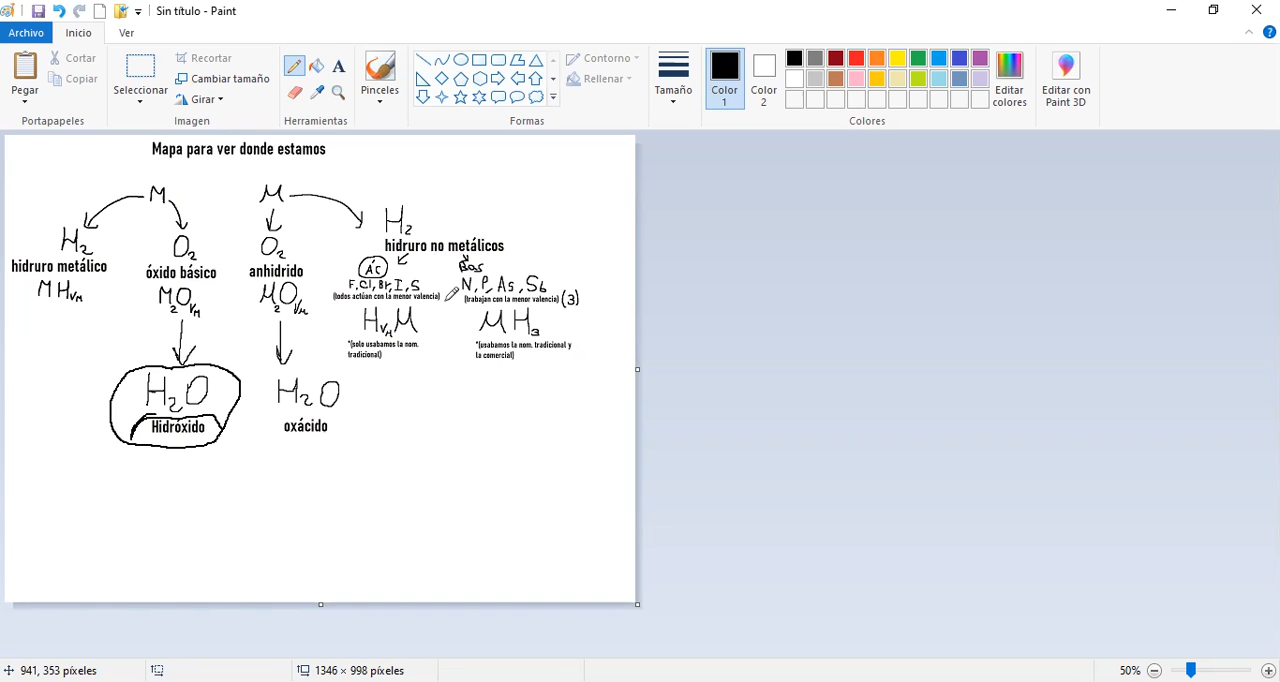 Sin título - Paint
Archivo Inicio Ver
Pegar
Cortar
Copiar
Portapapeles
Seleccionar
Recortar
Cambiar tamaño
Girar
Imagen
A
Herramientas
Pinceles
Contorno
Rellenar
Formas
Tamaño
Color 1
Color 2
Editar colores
Colores
Editar con Paint 3D
Mapa para ver donde estamos
M M
H2
hidruro metálico
MHVM
O2
óxido básico
M2OVM
O2
anhidrido
M2OVM
H2
hidruro no metálicos
Ác
F, Cl, Br, I, S
(todos actúan con la menor valencia)
HVMM
*(solo usabamos la nom.
tradicional)
Bas
N, P, As, Sb
(trabajan con la menor valencia) (3)
MH3
*(usabamos la nom. tradicional y
la comercial)
H2O
Hidróxido
H2O
oxácido
941, 353 píxeles
1346 × 998 píxeles
50%